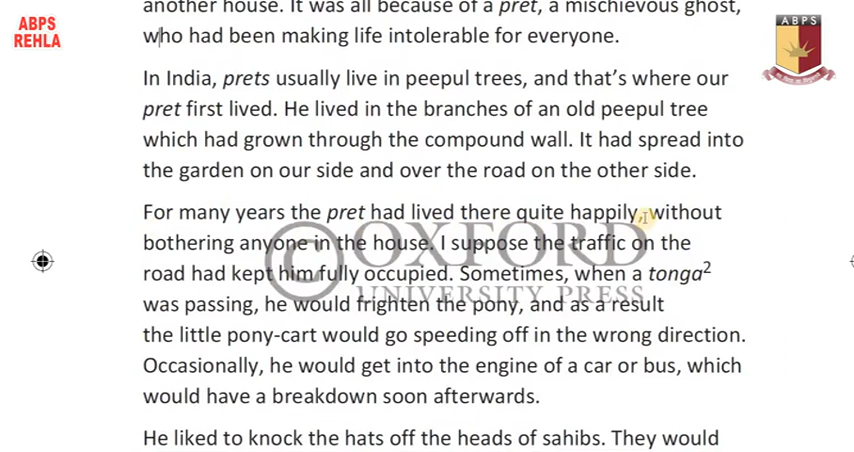 ABPS
REHLA
ABPS
another house. It was all because of a pret, a mischievous ghost,
who had been making life intolerable for everyone.
In India, prets usually live in peepul trees, and that's where our
pret first lived. He lived in the branches of an old peepul tree
which had grown through the compound wall. It had spread into
the garden on our side and over the road on the other side.
For many years the pret had lived there quite happily, without
bothering anyone in the house. I suppose the traffic on the
road had kept him fully occupied. Sometimes, when a tonga2
was passing, he would frighten the pony, and as a result
the little pony-cart would go speeding off in the wrong direction.
Occasionally, he would get into the engine of a car or bus, which
would have a breakdown soon afterwards.
He liked to knock the hats off the heads of sahibs. They would
© OXFORD
UNIVERSITY PRESS